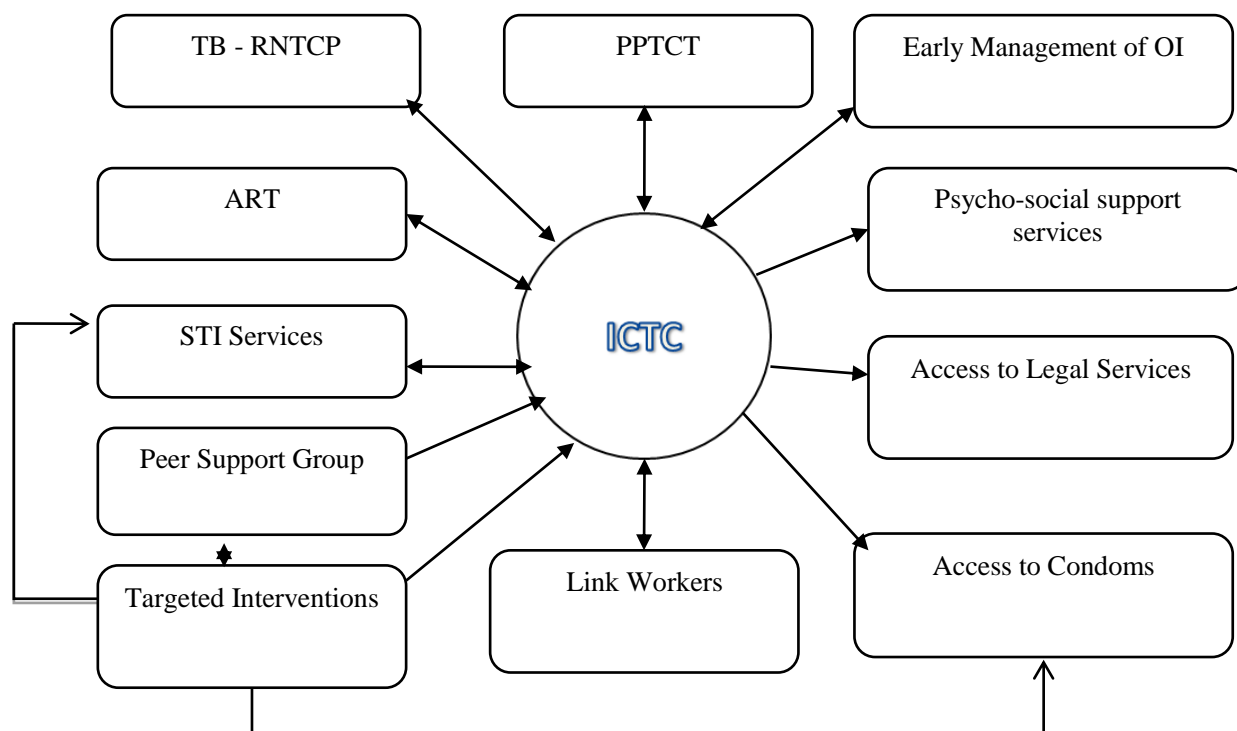 TB - RNTCP
PPTCT
Early Management of OI
ART
Psycho-social support
services
STI Services
ICTC
Access to Legal Services
Peer Support Group
Targeted Interventions
Link Workers
Access to Condoms